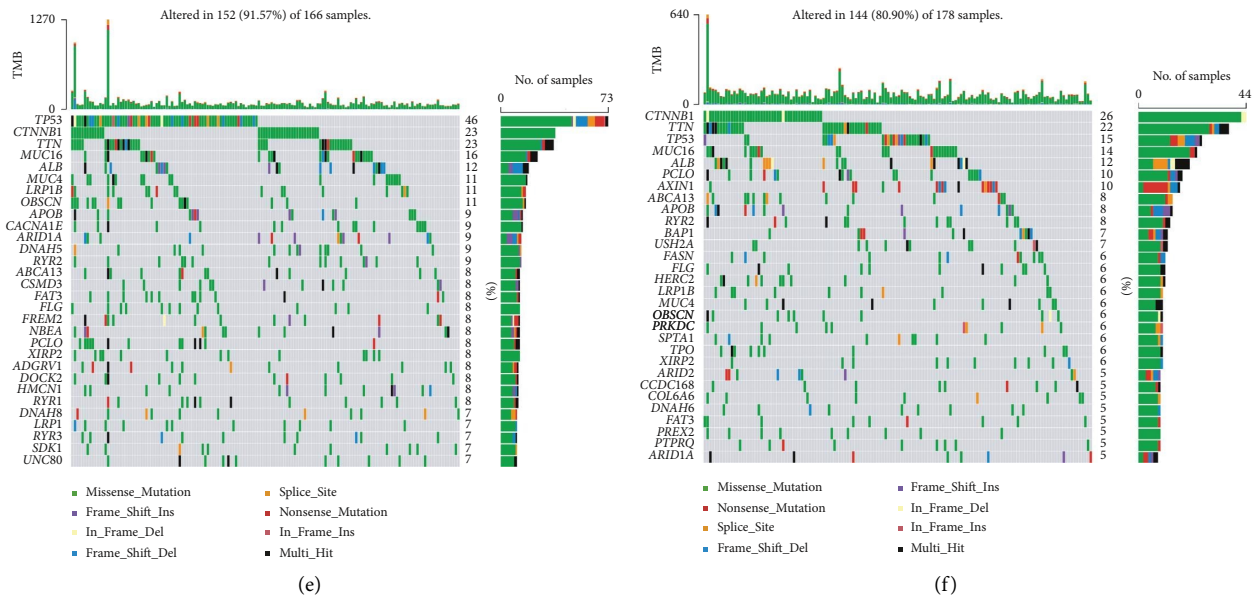 Altered in 152 (91.57%) of 166 samples.
1270
0
TMB
No. of samples
0 73
TP53 46
CTNNB1 23
TTN 23
MUC16 16
ALB 12
MUC4 11
LRP1B 11
OBSCN 11
APOB 9
CACNA1E 9
ARID1A 9
DNAH5 9
RYR2 9
ABCA13 8
CSMD3 8
FAT3 8
FLG 8
FREM2 8
NBEA 8
PCLO 8
XIRP2 8
ADGRV1 8
DOCK2 8
HMCN1 8
RYR1 8
DNAH8 7
LRP1 7
RYR3 7
SDK1 7
UNC80 7
(%)
Missense_Mutation
Frame_Shift_Ins
In_Frame_Del
Frame_Shift_Del
Splice_Site
Nonsense_Mutation
In_Frame_Ins
Multi_Hit
(e)
Altered in 144 (80.90%) of 178 samples.
640
0
TMB
No. of samples
0 44
CTNNB1 26
TTN 22
TP53 15
MUC16 14
ALB 12
PCLO 10
AXIN1 10
ABCA13 8
APOB 8
RYR2 8
BAP1 7
USH2A 7
FASN 6
FLG 6
HERC2 6
LRP1B 6
MUC4 6
OBSCN 6
PRKDC 6
SPTA1 6
TPO 6
XIRP2 6
ARID2 5
CCDC168 5
COL6A6 5
DNAH6 5
FAT3 5
PREX2 5
PTPRQ 5
ARID1A 5
(%)
Missense_Mutation
Nonsense_Mutation
Splice_Site
Frame_Shift_Del
Frame_Shift_Ins
In_Frame_Del
In_Frame_Ins
Multi_Hit
(f)